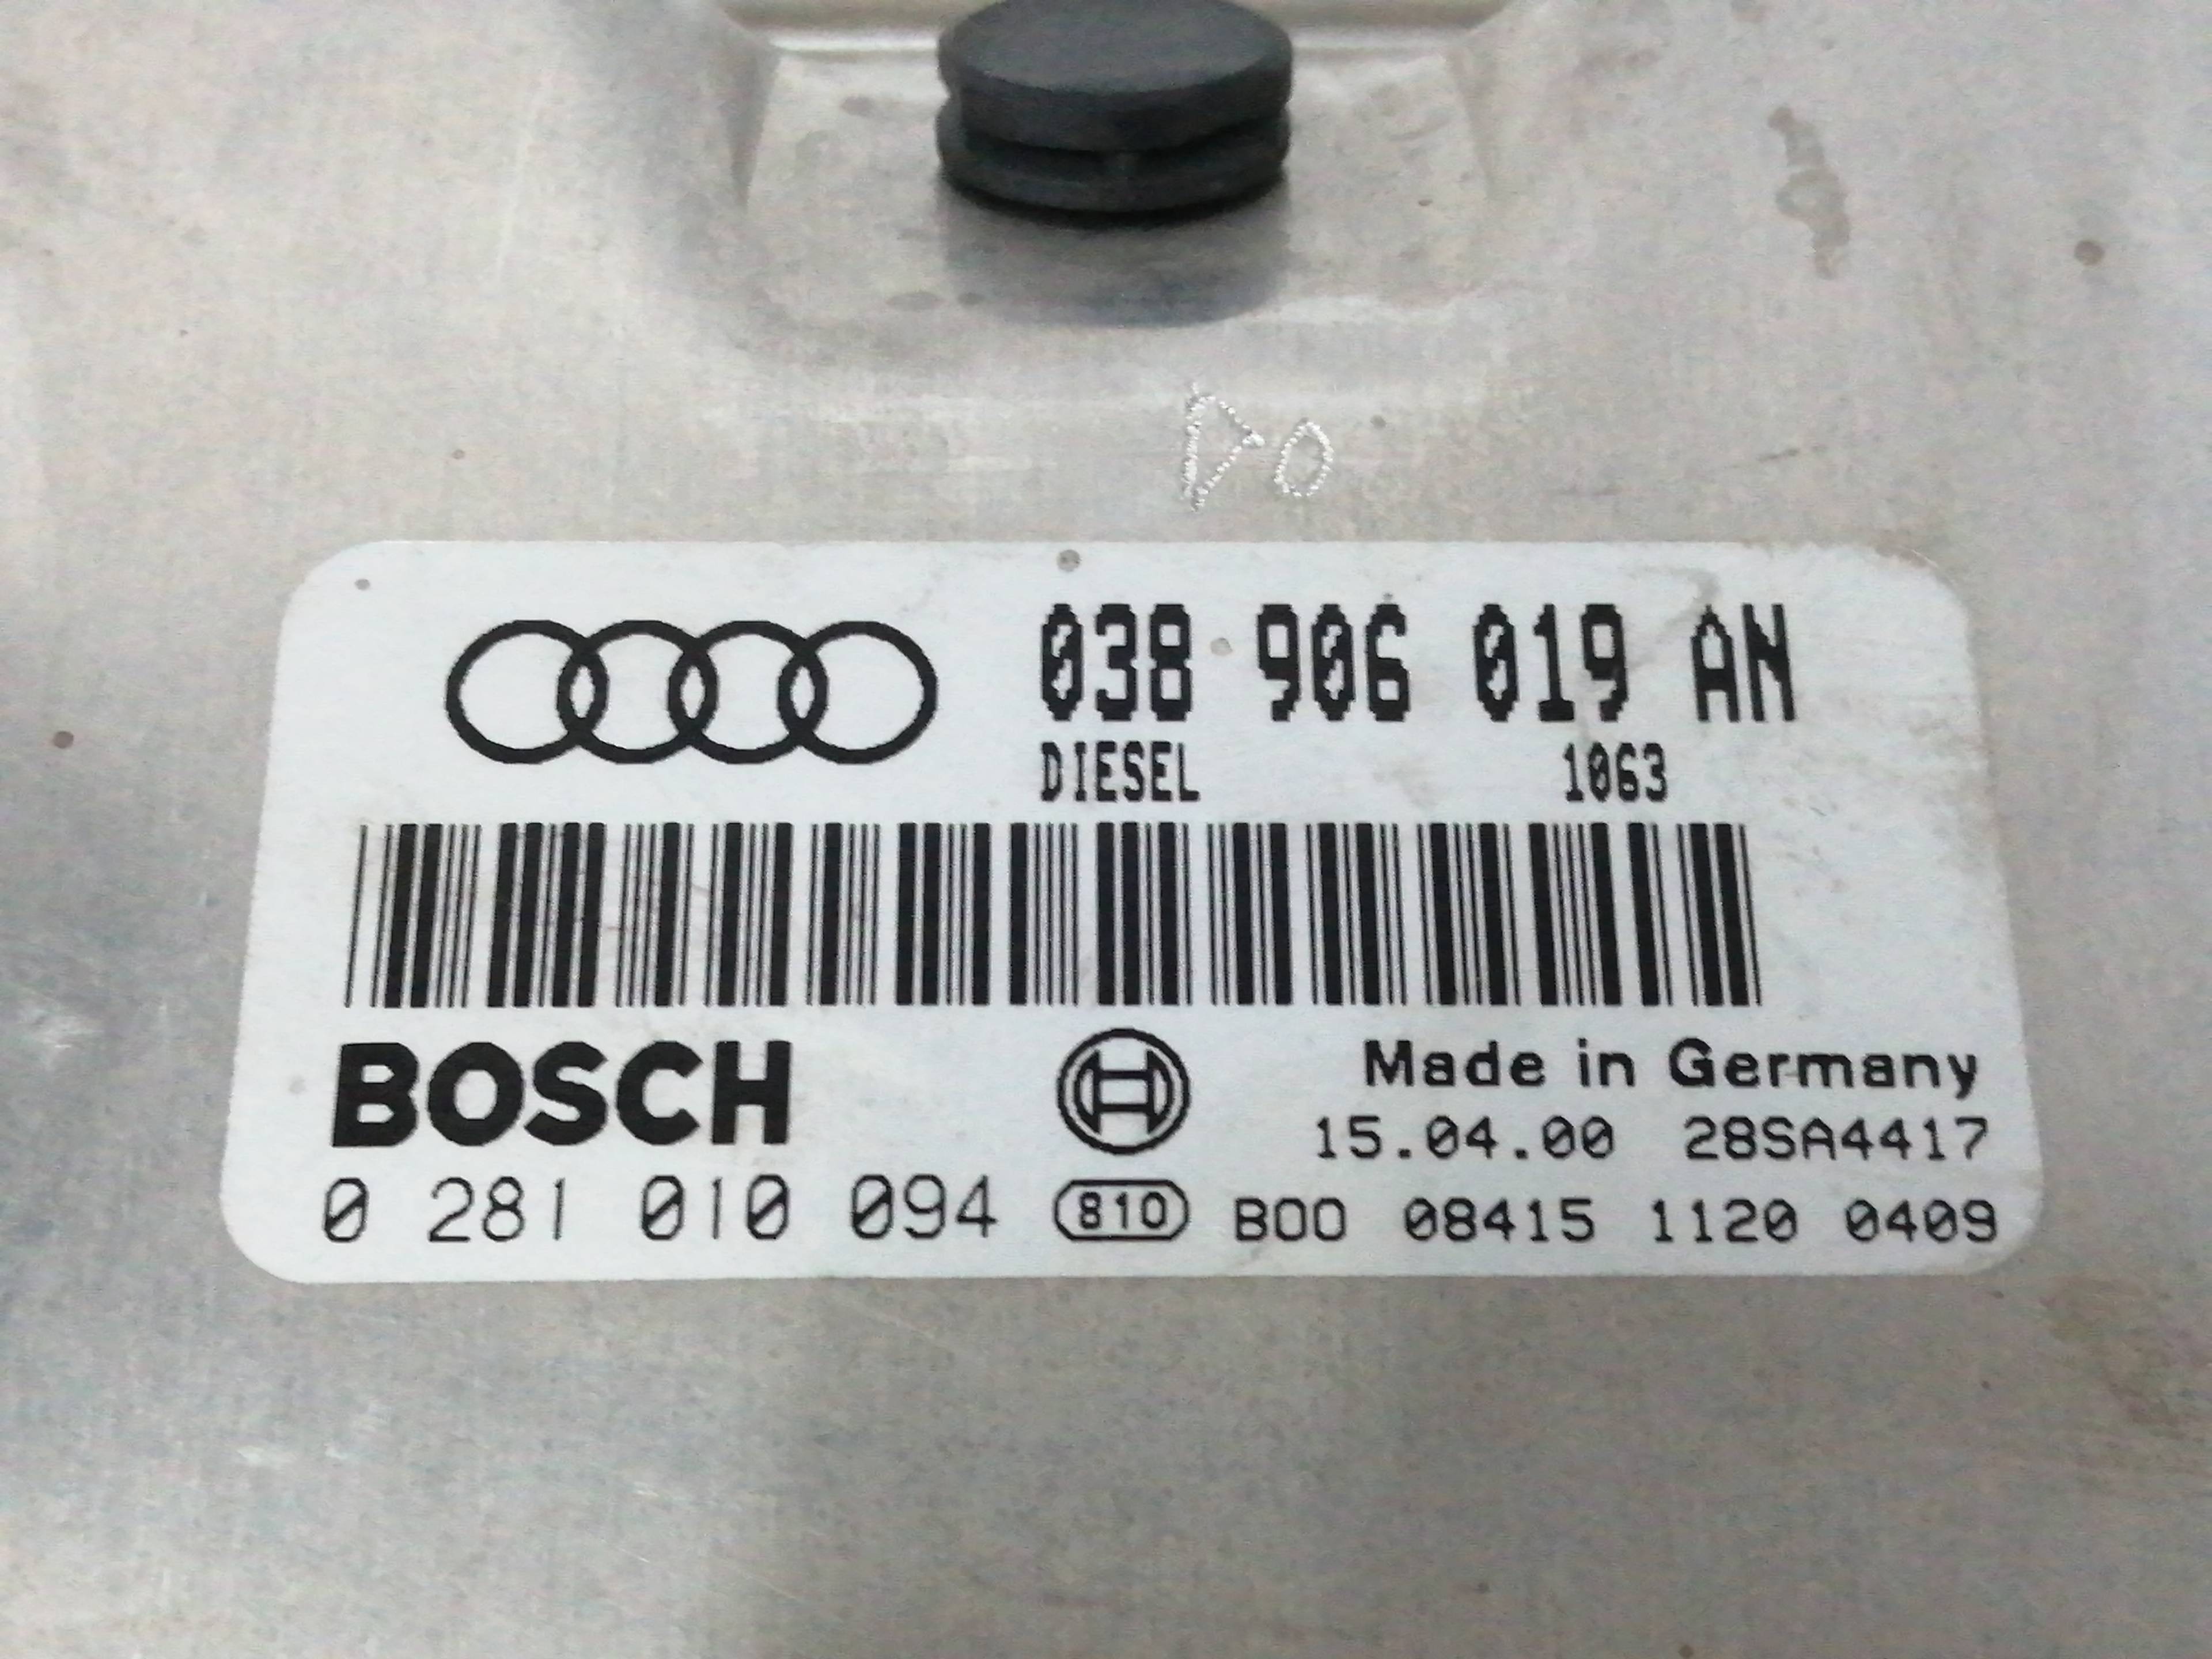 DO
038 906 019 AN
DIESEL 1063
BOSCH
Made in Germany
15.04.00 28SA4417
0 281 010 094 810 B00 08415 1120 0409